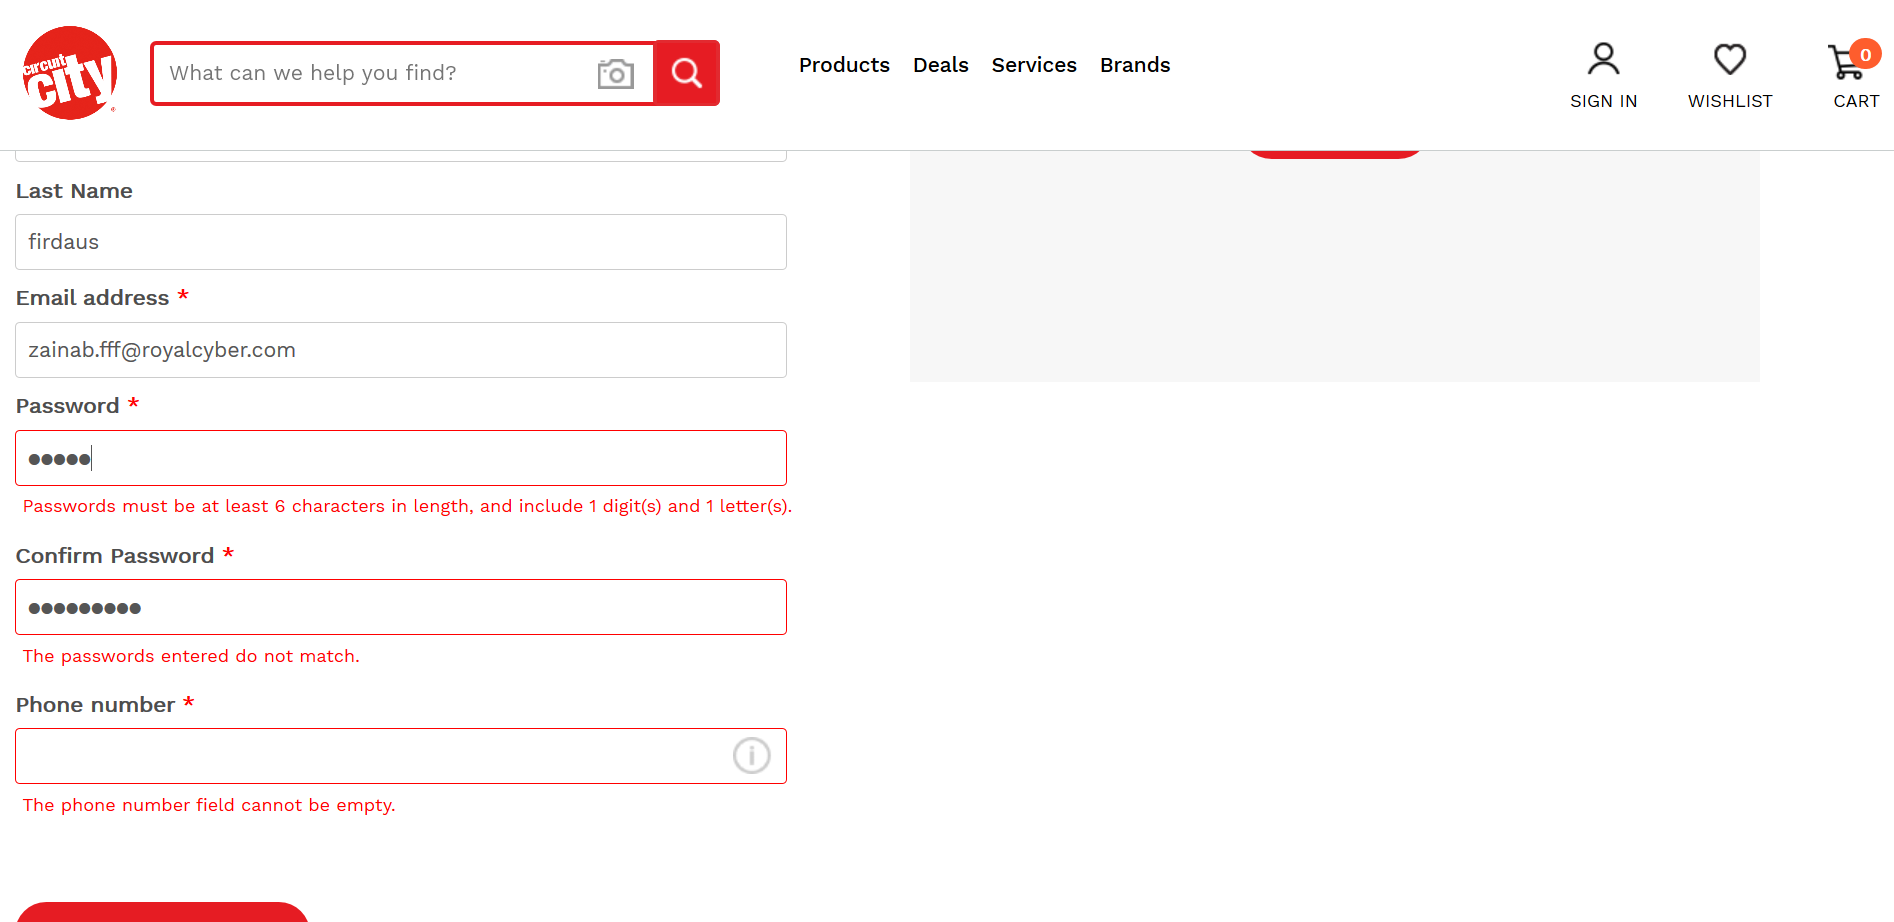 circuit
city
What can we help you find?
Products Deals Services Brands
0
SIGN IN WISHLIST CART
Last Name
firdaus
Email address *
zainab.fff@royalcyber.com
Password *
●●●●●
Passwords must be at least 6 characters in length, and include 1 digit(s) and 1 letter(s).
Confirm Password *
●●●●●●●●●
The passwords entered do not match.
Phone number *
The phone number field cannot be empty.